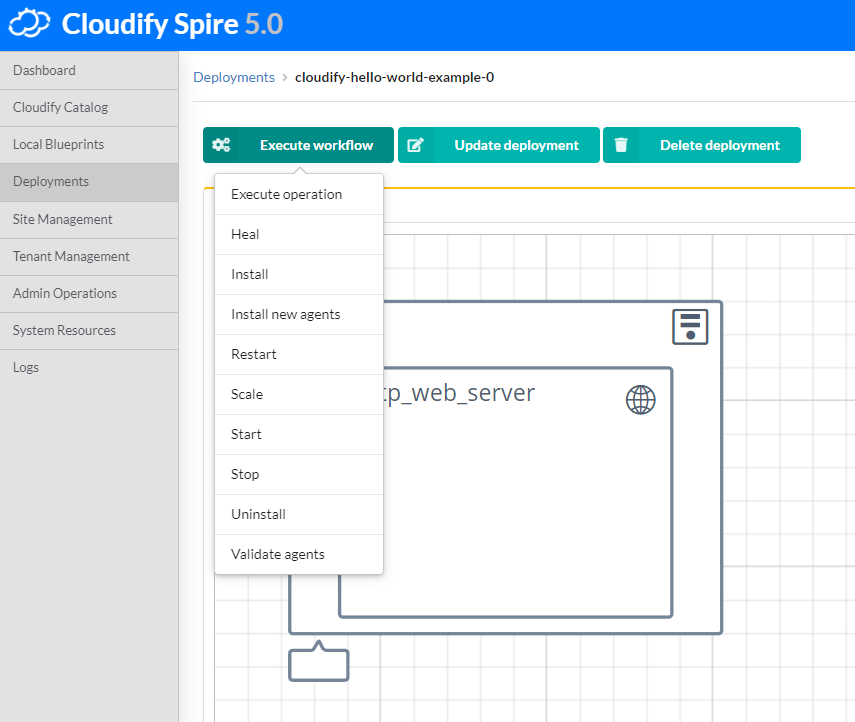 Cloudify Spire 5.0
Dashboard
Cloudify Catalog
Local Blueprints
Deployments
Site Management
Tenant Management
Admin Operations
System Resources
Logs
Deployments > cloudify-hello-world-example-0
Execute workflow Update deployment Delete deployment
Execute operation
Heal
Install
Install new agents
Restart
Scale
Start
Stop
Uninstall
Validate agents
tp_web_server